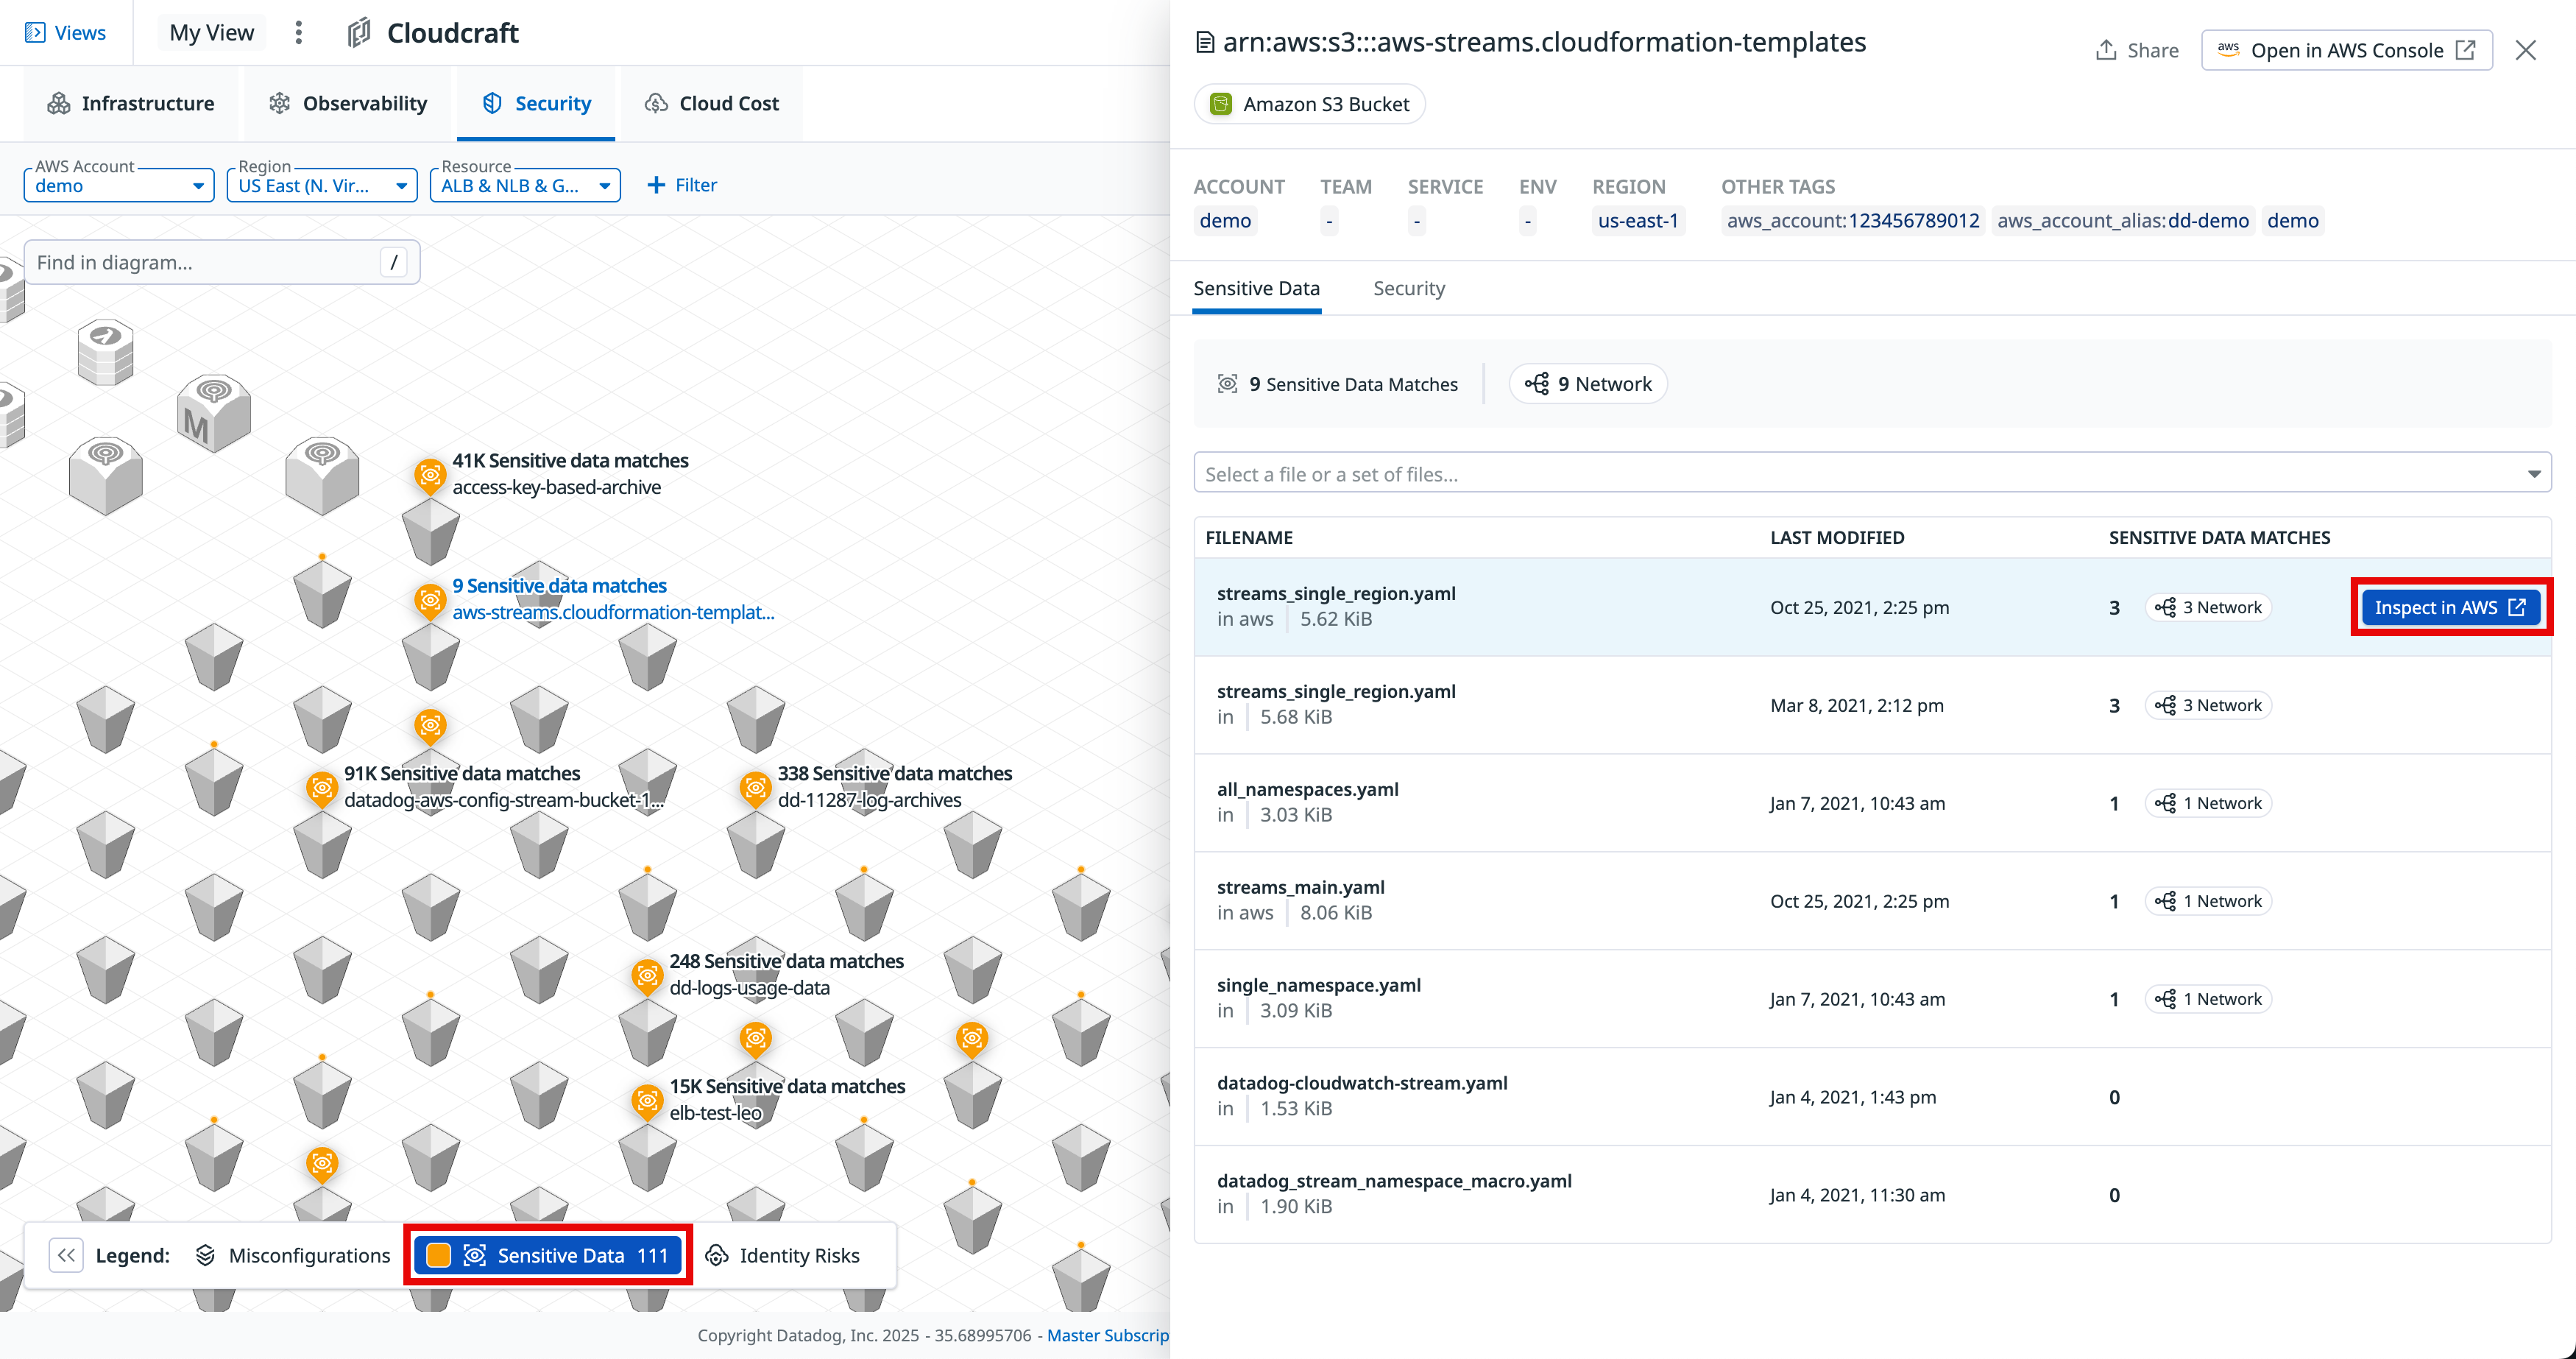 Views
My View
Cloudcraft
Infrastructure
Observability
Security
Cloud Cost
AWS Account
demo
Region
US East (N. Vir...
Resource
ALB & NLB & G...
+ Filter
Find in diagram...
/
M
41K Sensitive data matches
access-key-based-archive
9 Sensitive data matches
aws-streams.cloudformation-templat...
91K Sensitive data matches
datadog-aws-config-stream-bucket-1...
338 Sensitive data matches
dd-11287-log-archives
248 Sensitive data matches
dd-logs-usage-data
15K Sensitive data matches
elb-test-leo
Legend:
Misconfigurations
Sensitive Data 111
Identity Risks
Copyright Datadog, Inc. 2025 - 35.68995706 - Master Subscrip
arn:aws:s3:::aws-streams.cloudformation-templates
Share
aws Open in AWS Console
Amazon S3 Bucket
ACCOUNT TEAM SERVICE ENV REGION OTHER TAGS
demo - - - us-east-1 aws_account:123456789012 aws_account_alias:dd-demo demo
Sensitive Data
Security
9 Sensitive Data Matches
9 Network
Select a file or a set of files...
FILENAME LAST MODIFIED SENSITIVE DATA MATCHES
streams_single_region.yaml
in aws 5.62 KiB
Oct 25, 2021, 2:25 pm
3 3 Network
Inspect in AWS
streams_single_region.yaml
in 5.68 KiB
Mar 8, 2021, 2:12 pm
3 3 Network
all_namespaces.yaml
in 3.03 KiB
Jan 7, 2021, 10:43 am
1 1 Network
streams_main.yaml
in aws 8.06 KiB
Oct 25, 2021, 2:25 pm
1 1 Network
single_namespace.yaml
in 3.09 KiB
Jan 7, 2021, 10:43 am
1 1 Network
datadog-cloudwatch-stream.yaml
in 1.53 KiB
Jan 4, 2021, 1:43 pm
0
datadog_stream_namespace_macro.yaml
in 1.90 KiB
Jan 4, 2021, 11:30 am
0